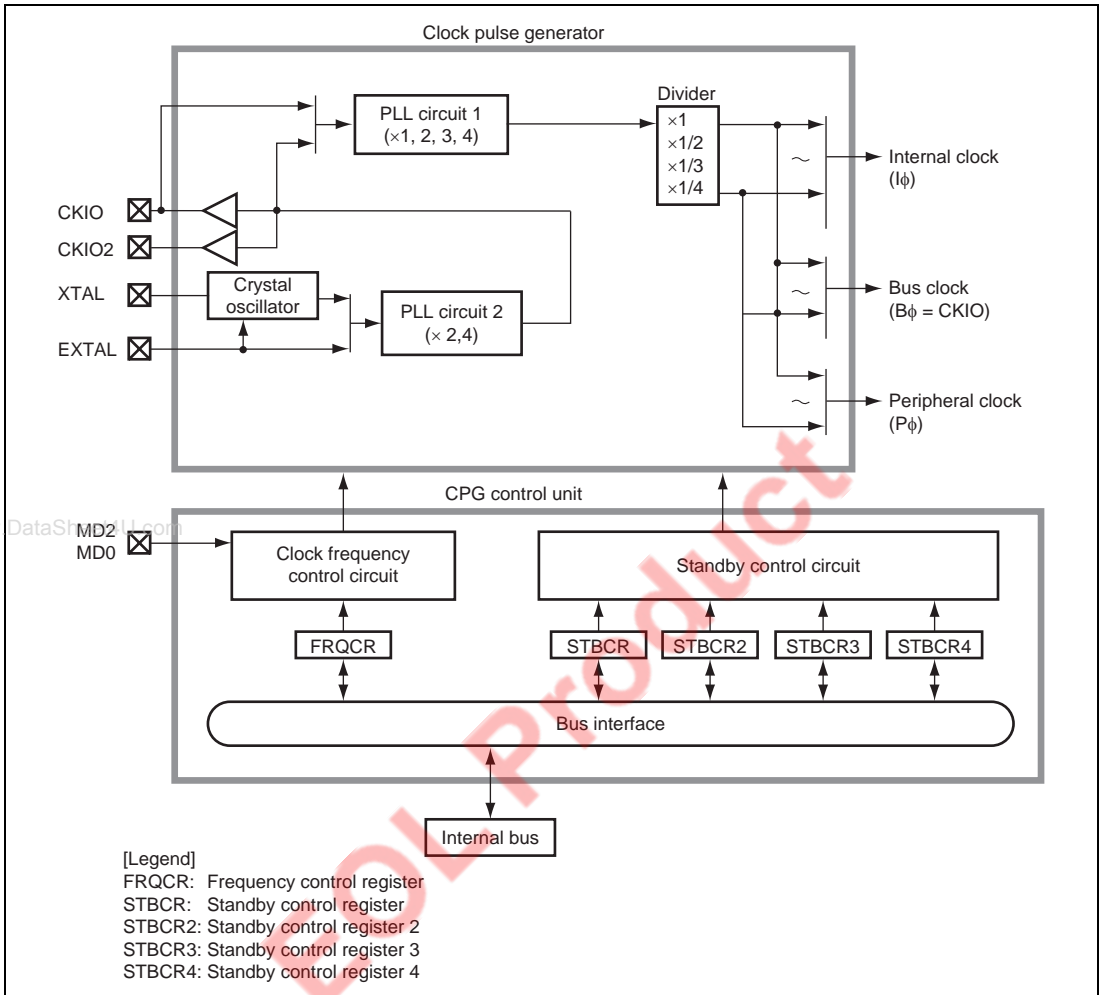 Clock pulse generator
PLL circuit 1
(×1, 2, 3, 4)
Divider
×1
×1/2
×1/3
×1/4
∼
Internal clock
(Iϕ)
CKIO
CKIO2
XTAL
EXTAL
Crystal
oscillator
PLL circuit 2
(× 2,4)
∼
Bus clock
(Bϕ = CKIO)
∼
Peripheral clock
(Pϕ)
CPG control unit
MD2
MD0
Clock frequency
control circuit
Standby control circuit
FRQCR
STBCR
STBCR2
STBCR3
STBCR4
Bus interface
Internal bus
[Legend]
FRQCR: Frequency control register
STBCR: Standby control register
STBCR2: Standby control register 2
STBCR3: Standby control register 3
STBCR4: Standby control register 4
EOL Product